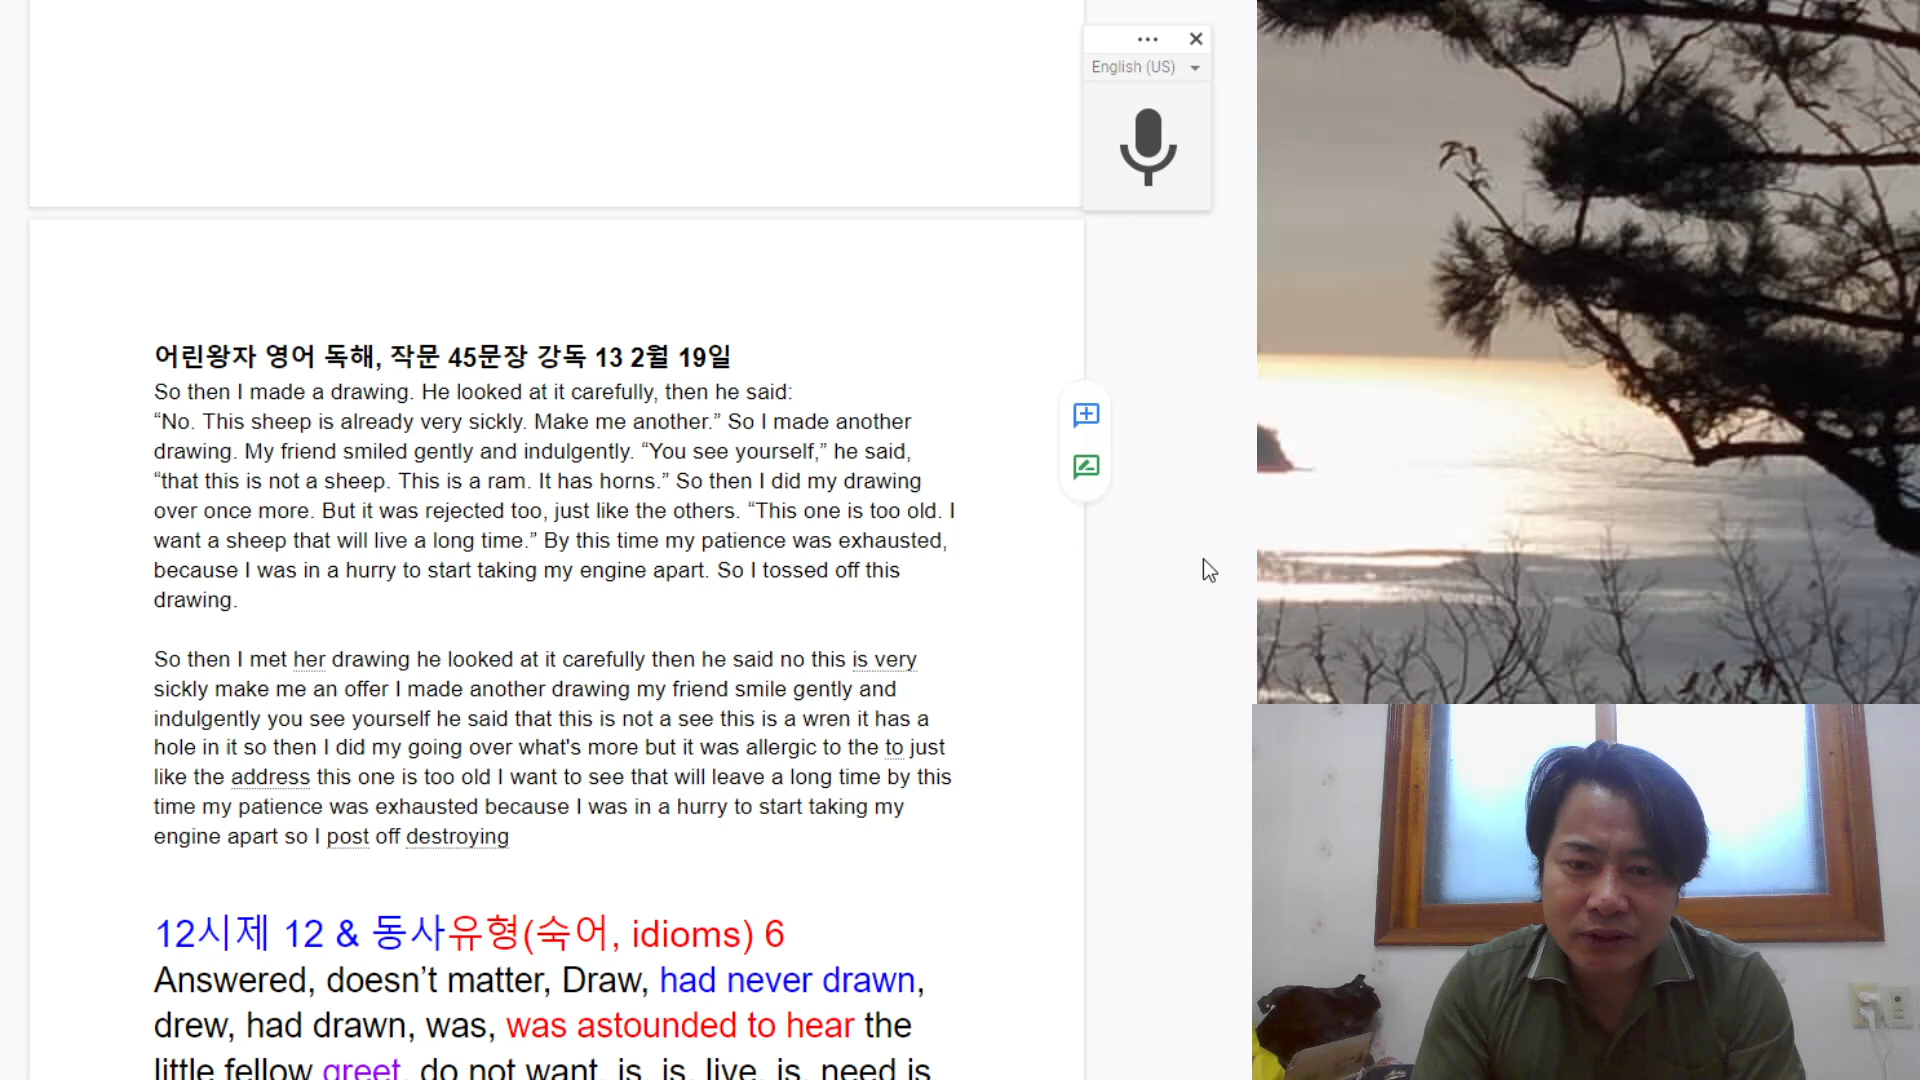 English (US)
어린왕자 영어 독해, 작문 45문장 강독 13 2월 19일
So then I made a drawing. He looked at it carefully, then he said:
“No. This sheep is already very sickly. Make me another.” So I made another
drawing. My friend smiled gently and indulgently. “You see yourself,” he said,
“that this is not a sheep. This is a ram. It has horns.” So then I did my drawing
over once more. But it was rejected too, just like the others. “This one is too old. I
want a sheep that will live a long time.” By this time my patience was exhausted,
because I was in a hurry to start taking my engine apart. So I tossed off this
drawing.
So then I met her drawing he looked at it carefully then he said no this is very
sickly make me an offer I made another drawing my friend smile gently and
indulgently you see yourself he said that this is not a see this is a wren it has a
hole in it so then I did my going over what's more but it was allergic to the to just
like the address this one is too old I want to see that will leave a long time by this
time my patience was exhausted because I was in a hurry to start taking my
engine apart so I post off destroying
12시제 12 & 동사유형(숙어, idioms) 6
Answered, doesn’t matter, Draw, had never drawn,
drew, had drawn, was, was astounded to hear the
little fellow greet, do not want, is, is, live, is, need is